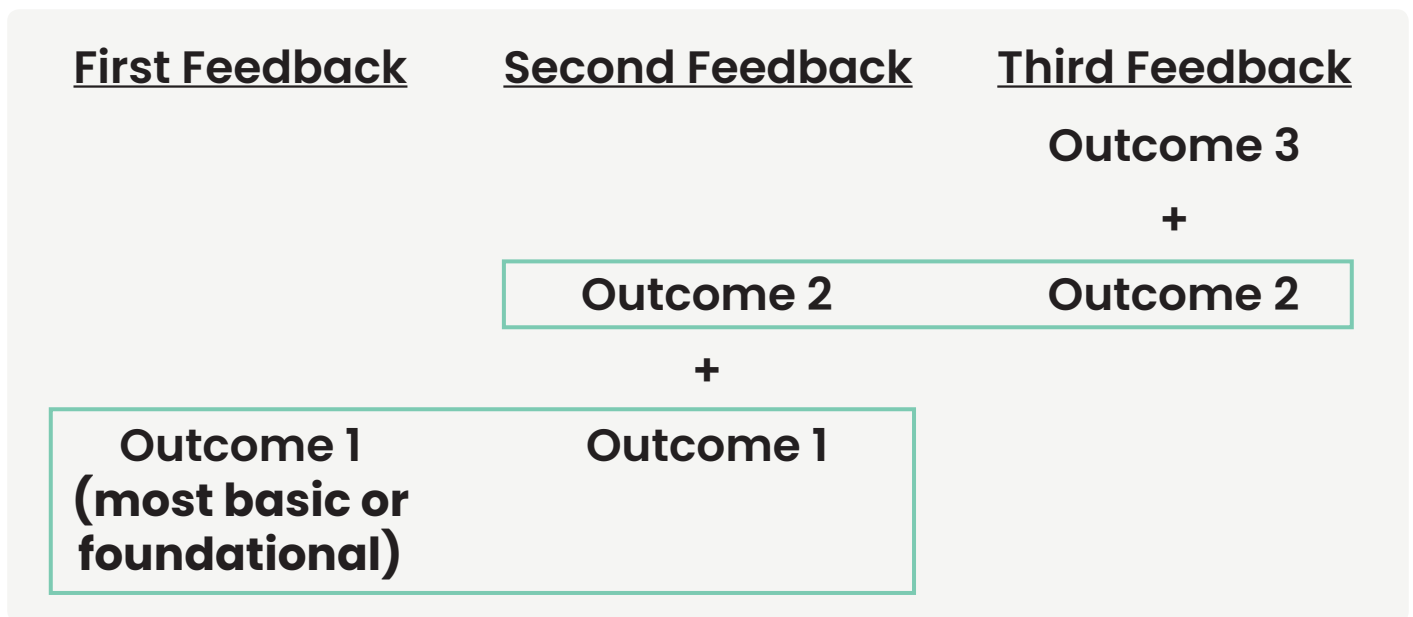 First Feedback Second Feedback Third Feedback
Outcome 3
+
Outcome 2 Outcome 2
+
Outcome 1 Outcome 1
(most basic or
foundational)